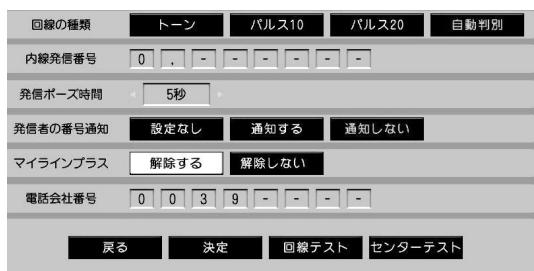 回線の種類 トーン パルス10 パルス20 自動判別
内線発信番号 0 , - - - - - -
発信ポーズ時間 5秒
発信者の番号通知 設定なし 通知する 通知しない
マイラインプラス 解除する 解除しない
電話会社番号 0 0 3 9 - - - -
戻る 決定 回線テスト センターテスト